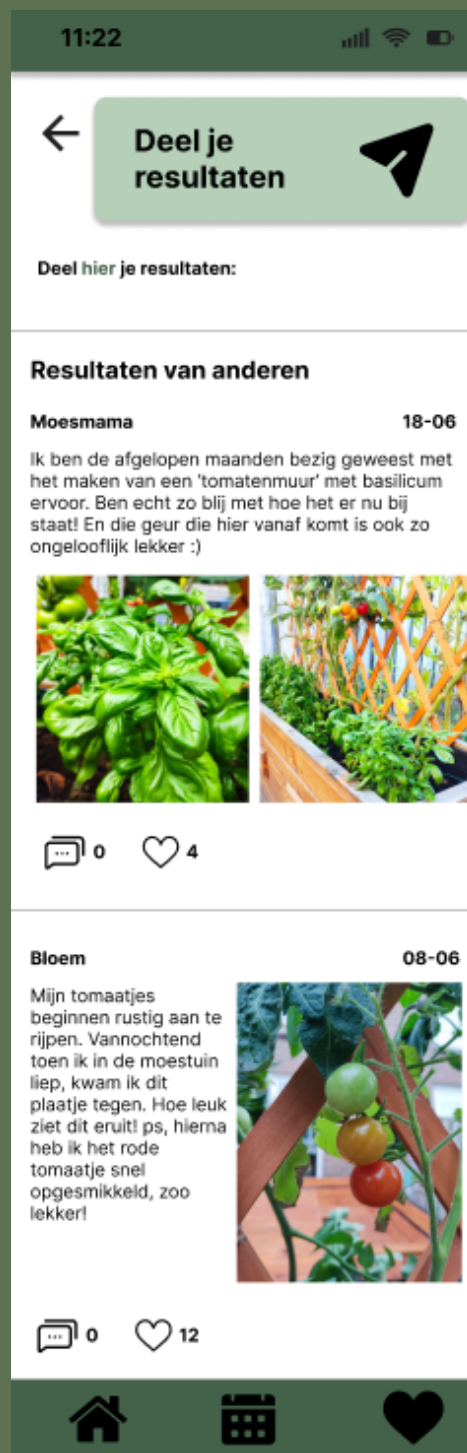 11:22
Deel je
resultaten
Deel hier je resultaten:
Resultaten van anderen
Moesmama 18-06
Ik ben de afgelopen maanden bezig geweest met
het maken van een 'tomatenmuur' met basilicum
ervoor. Ben echt zo blij met hoe het er nu bij
staat! En die geur die hier vanaf komt is ook zo
ongelooflijk lekker :)
0 4
Bloem 08-06
Mijn tomaatjes
beginnen rustig aan te
rijpen. Vannochtend
toen ik in de moestuin
liep, kwam ik dit
plaatje tegen. Hoe leuk
ziet dit eruit! ps, hierna
heb ik het rode
tomaatje snel
opgesmikkeld, zoo
lekker!
0 12